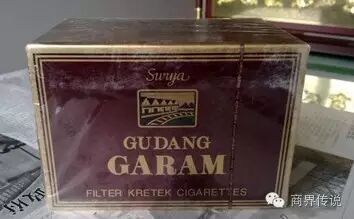 Surya
GUDANG
GARAM
FILTER KRETEK CIGARETTES
商界传说